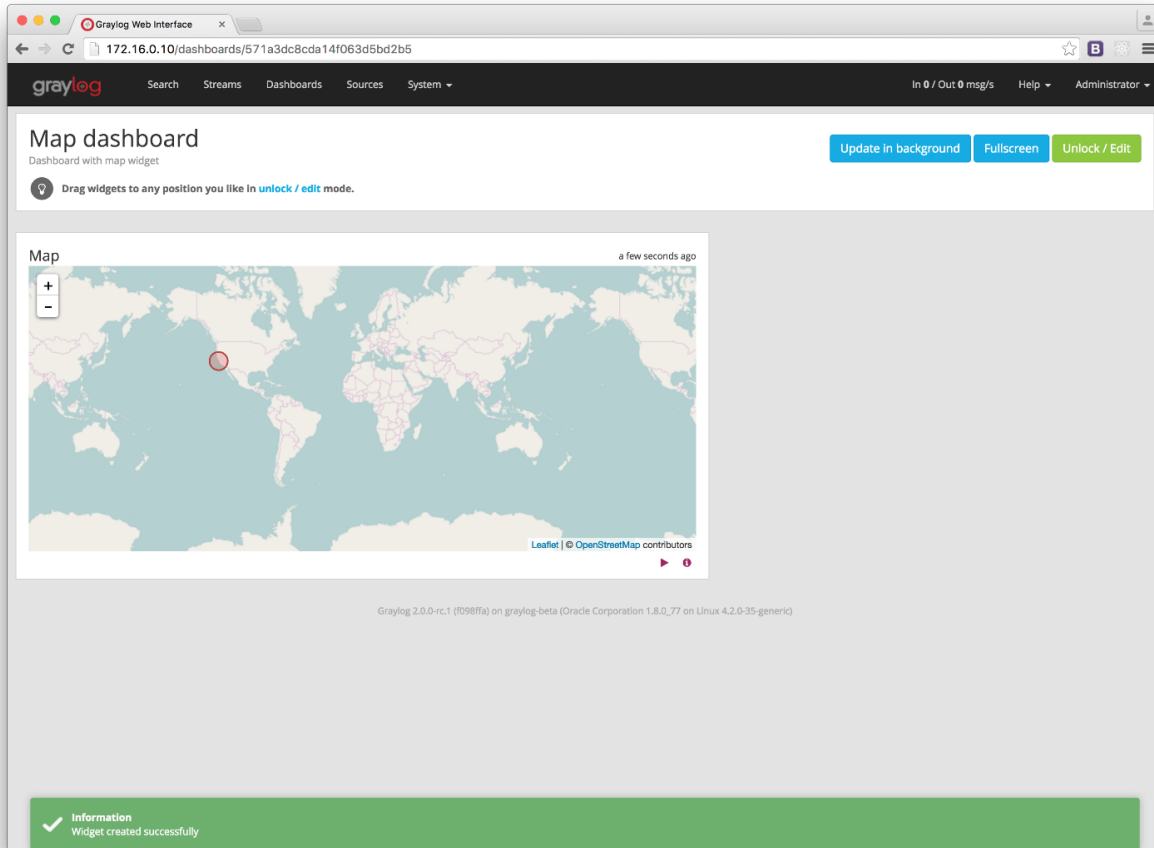 Graylog Web Interface
172.16.0.10/dashboards/571a3dc8cda14f063d5bd2b5
B
graylog Search Streams Dashboards Sources System In 0 / Out 0 msg/s Help Administrator
Map dashboard
Dashboard with map widget
Update in background Fullscreen Unlock / Edit
Drag widgets to any position you like in unlock / edit mode.
Map a few seconds ago
+
-
Leaflet | © OpenStreetMap contributors
Graylog 2.0.0-rc.1 (f098ffa) on graylog-beta (Oracle Corporation 1.8.0_77 on Linux 4.2.0-35-generic)
Information
Widget created successfully